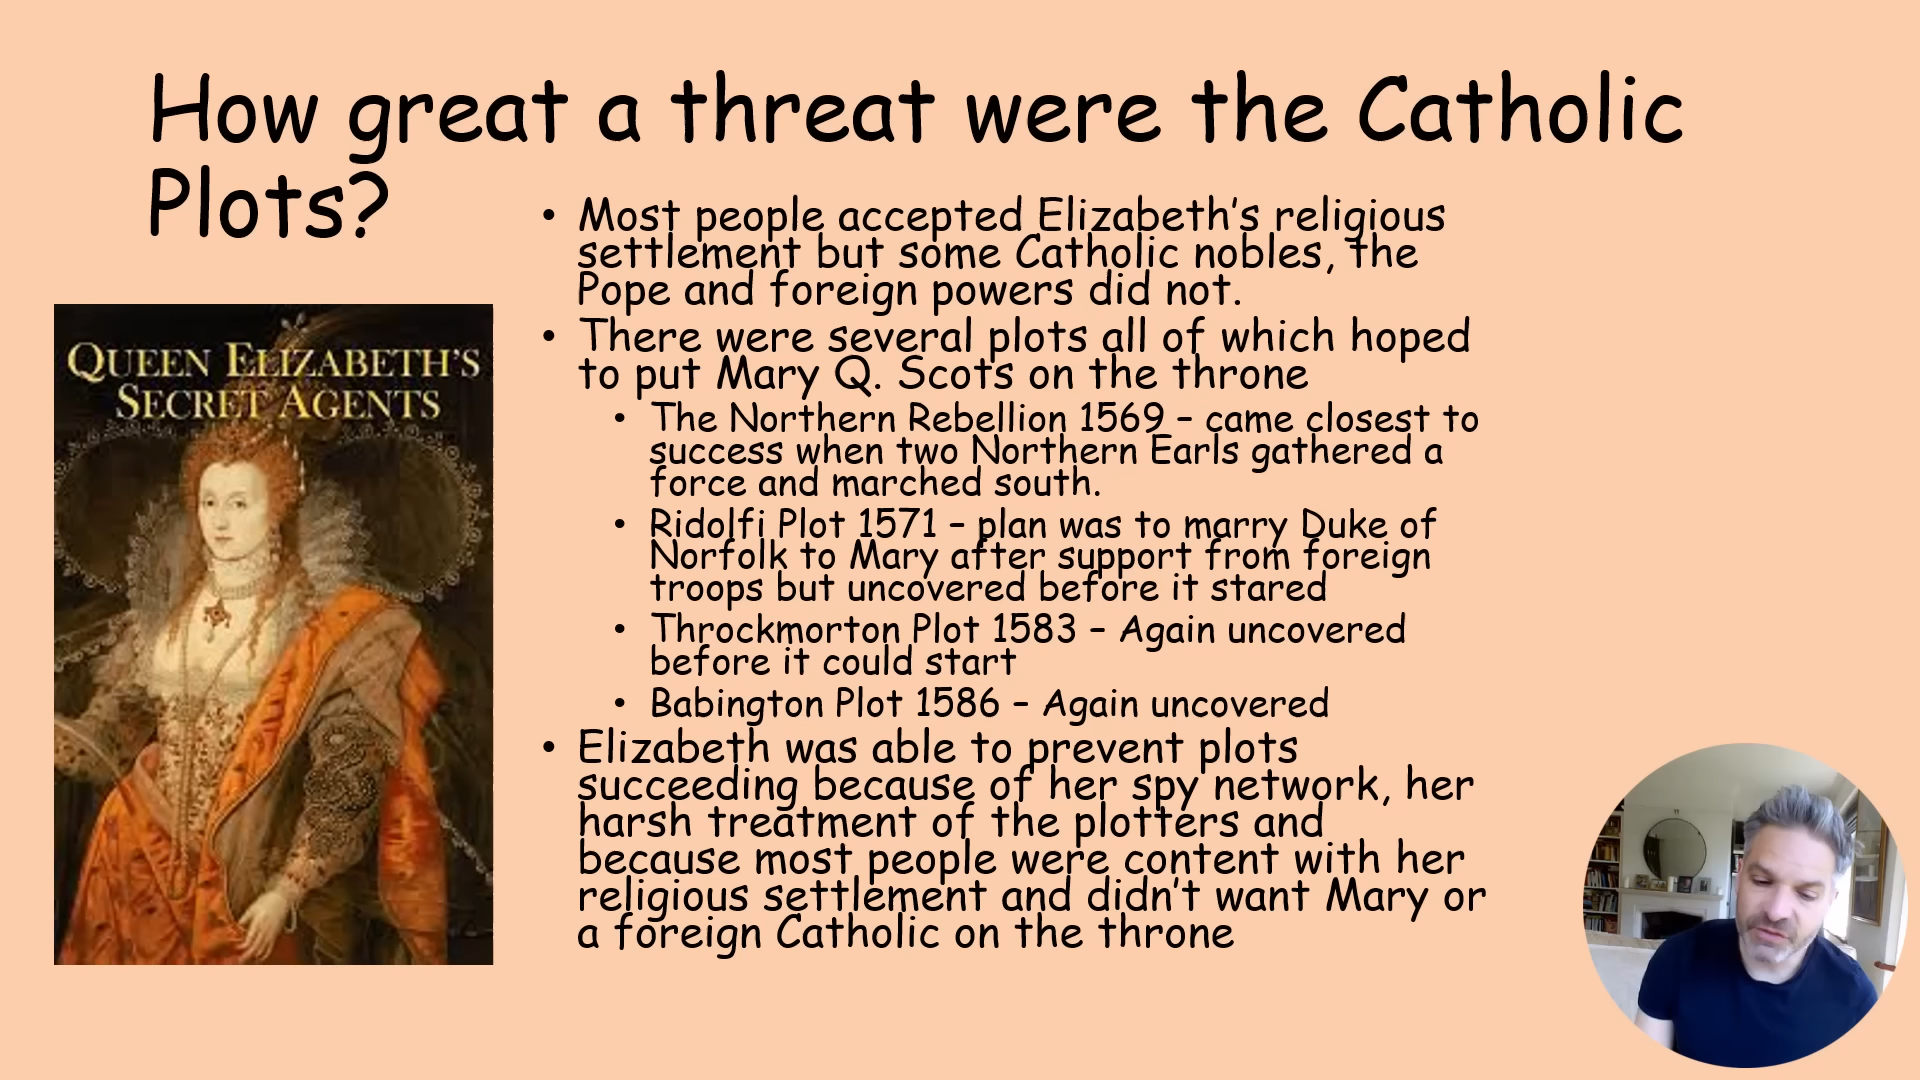 How great a threat were the Catholic
Plots?
QUEEN ELIZABETH'S
SECRET AGENTS
• Most people accepted Elizabeth's religious
settlement but some Catholic nobles, the
Pope and foreign powers did not.
• There were several plots all of which hoped
to put Mary Q. Scots on the throne
• The Northern Rebellion 1569 – came closest to
success when two Northern Earls gathered a
force and marched south.
• Ridolfi Plot 1571 – plan was to marry Duke of
Norfolk to Mary after support from foreign
troops but uncovered before it stared
• Throckmorton Plot 1583 – Again uncovered
before it could start
• Babington Plot 1586 – Again uncovered
• Elizabeth was able to prevent plots
succeeding because of her spy network, her
harsh treatment of the plotters and
because most people were content with her
religious settlement and didn't want Mary or
a foreign Catholic on the throne